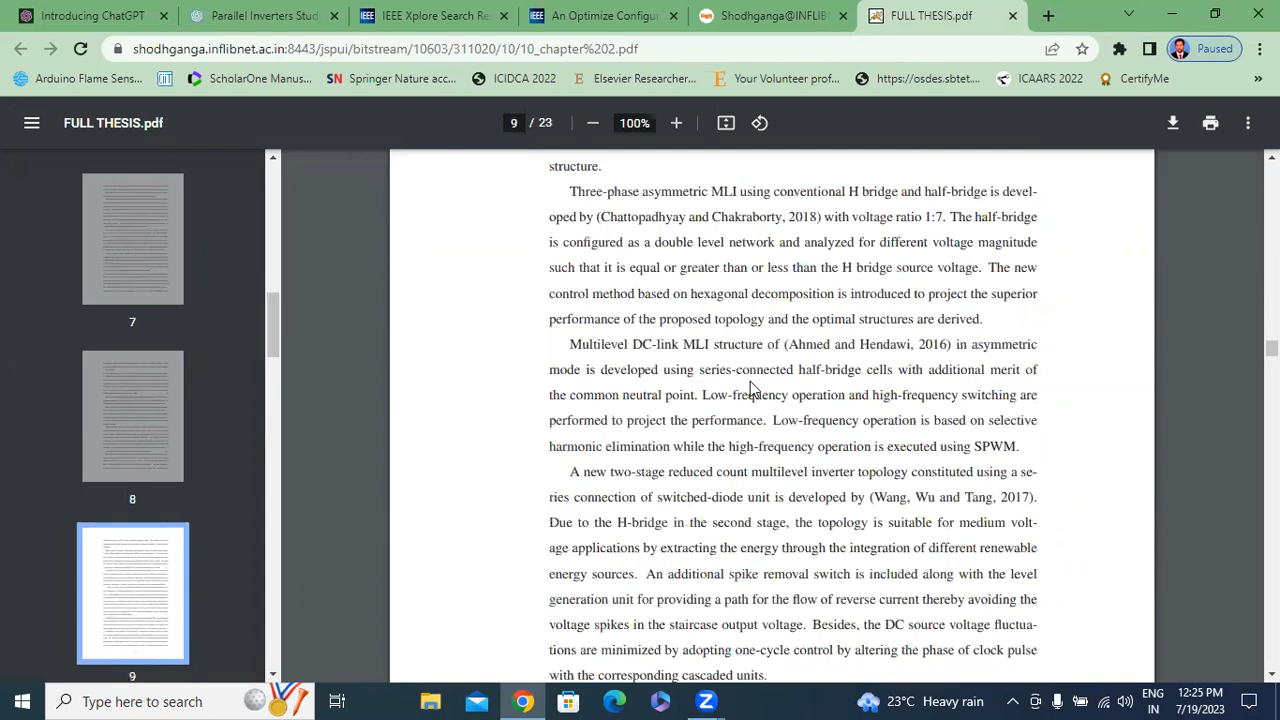 Introducing ChatGPT
Parallel Inverters Stud
IEEE Xplore Search Re
An Optimize Configur
Shodhganga@INFLIBN
FULL THESIS.pdf
shodhganga.inflibnet.ac.in:8443/jspui/bitstream/10603/311020/10/10_chapter%202.pdf
Paused
Arduino Flame Sens...
ScholarOne Manus...
SN Springer Nature acc...
ICIDCA 2022
E Elsevier Researcher...
E Your Volunteer prof...
https://osdes.sbtet....
ICAARS 2022
CertifyMe
»
FULL THESIS.pdf
9 / 23
100%
7
8
9
structure.
Three-phase asymmetric MLI using conventional H bridge and half-bridge is devel-
oped by (Chattopadhyay and Chakraborty, 2018) with voltage ratio 1:7. The half-bridge
is configured as a double level network and analyzed for different voltage magnitude
such that it is equal or greater than or less than the H bridge source voltage. The new
control method based on hexagonal decomposition is introduced to project the superior
performance of the proposed topology and the optimal structures are derived.
Multilevel DC-link MLI structure of (Ahmed and Hendawi, 2016) in asymmetric
mode is developed using series-connected half-bridge cells with additional merit of
the common neutral point. Low-frequency operation and high-frequency switching are
performed to project the performance. Low-frequency operation is based on selective
harmonic elimination while the high-frequency operation is executed using SPWM.
A new two-stage reduced count multilevel inverter topology constituted using a se-
ries connection of switched-diode unit is developed by (Wang, Wu and Tang, 2017).
Due to the H-bridge in the second stage, the topology is suitable for medium volt-
age applications by extracting the energy through the integration of different renewable
energy sources. An additional spike removal switch is included along with the level
generation unit for providing a path for the flow of reverse current thereby avoiding the
voltage spikes in the staircase output voltage. Besides, the DC source voltage fluctua-
tions are minimized by adopting one-cycle control by altering the phase of clock pulse
with the corresponding cascaded units.
Type here to search
23°C Heavy rain
ENG
IN
12:25 PM
7/19/2023